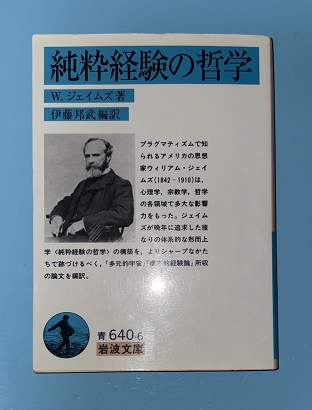 純粋経験の哲学
W. ジェイムズ著
伊藤邦武編訳
プラグマティズムで知
られるアメリカの思想
家ウィリアム・ジェイ
ムズ(1842-1910)は,
心理学,宗教学,哲学
の各領域で多大な影響
力をもった.ジェイム
ズが晩年に追求した彼
なりの体系的な形而上
学〈純粋経験の哲学〉の構築を,よりシャープなかた
ちで跡づけるべく,『多元的宇宙』『根本的経験論』所収
の論文を編訳.
青 640-6
岩波文庫